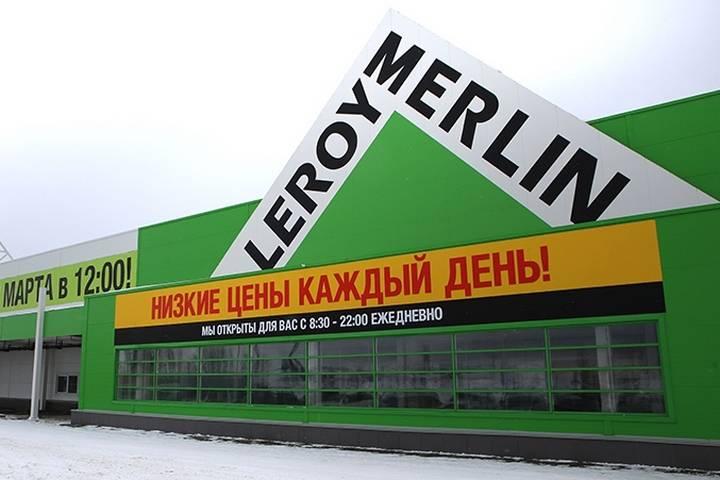 LEROY MERLIN
МАРТА в 12:00!
НИЗКИЕ ЦЕНЫ КАЖДЫЙ ДЕНЬ!
МЫ ОТКРЫТЫ ДЛЯ ВАС С 8:30 - 22:00 ЕЖЕДНЕВНО